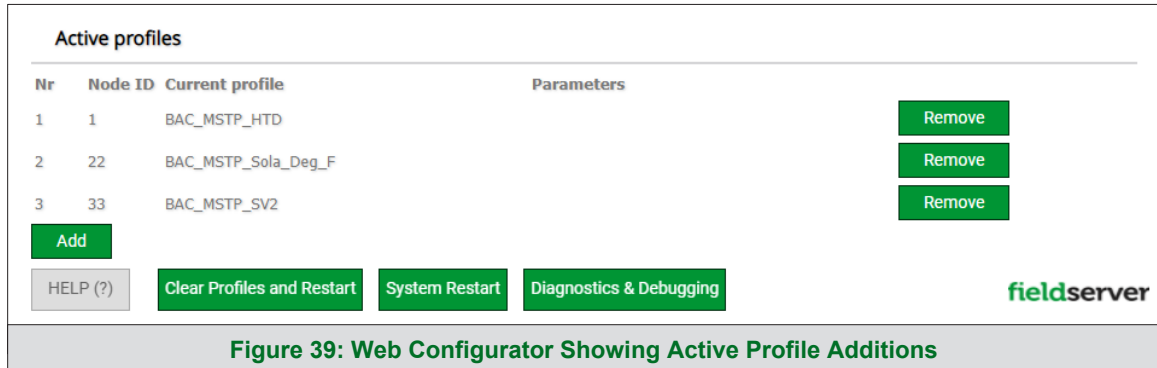 Active profiles
Nr Node ID Current profile Parameters
1 1 BAC_MSTP_HTD Remove
2 22 BAC_MSTP_Sola_Deg_F Remove
3 33 BAC_MSTP_SV2 Remove
Add
HELP (?) Clear Profiles and Restart System Restart Diagnostics & Debugging fieldserver
Figure 39: Web Configurator Showing Active Profile Additions